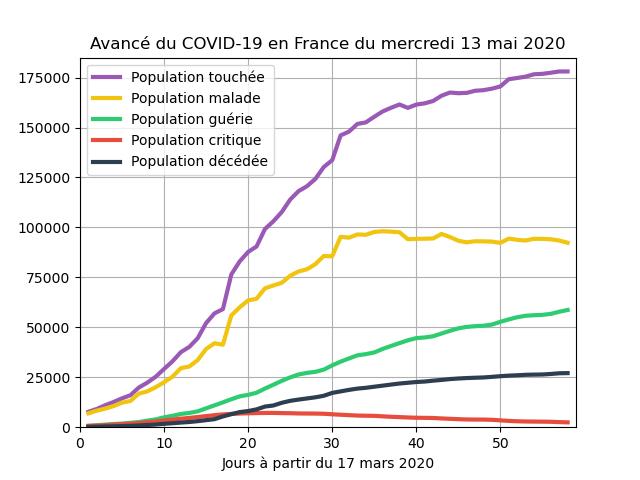 Avancé du COVID-19 en France du mercredi 13 mai 2020
Population touchée
Population malade
Population guérie
Population critique
Population décédée
175000
150000
125000
100000
75000
50000
25000
0
0 10 20 30 40 50
Jours à partir du 17 mars 2020